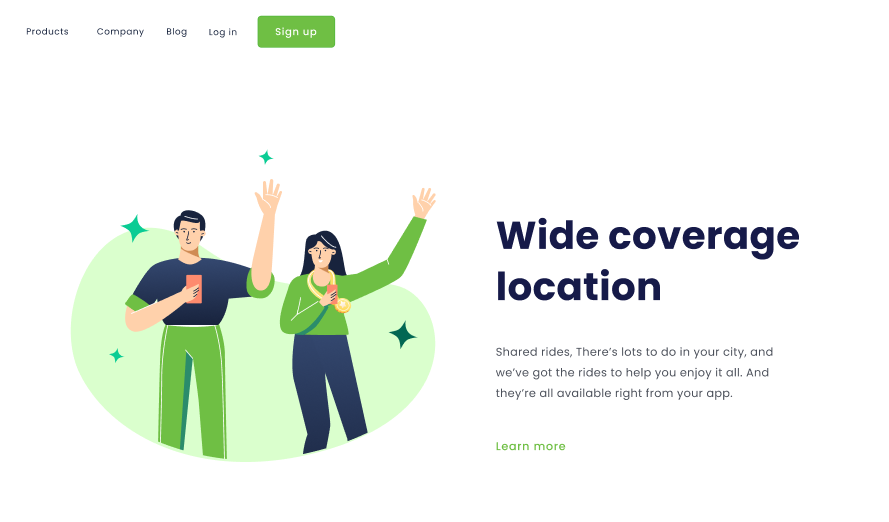 Products
Company
Blog
Log in
Sign up
Wide coverage
location
Shared rides, There's lots to do in your city, and
we've got the rides to help you enjoy it all. And
they're all available right from your app.
Learn more